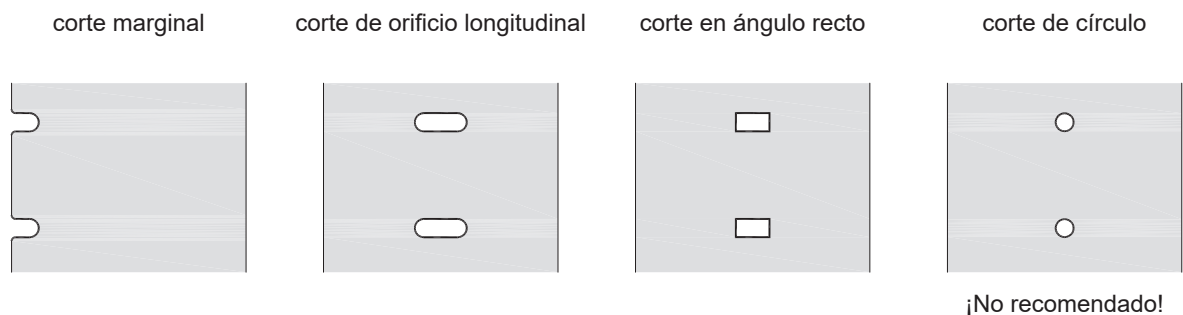 corte marginal
corte de orificio longitudinal
corte en ángulo recto
corte de círculo
¡No recomendado!